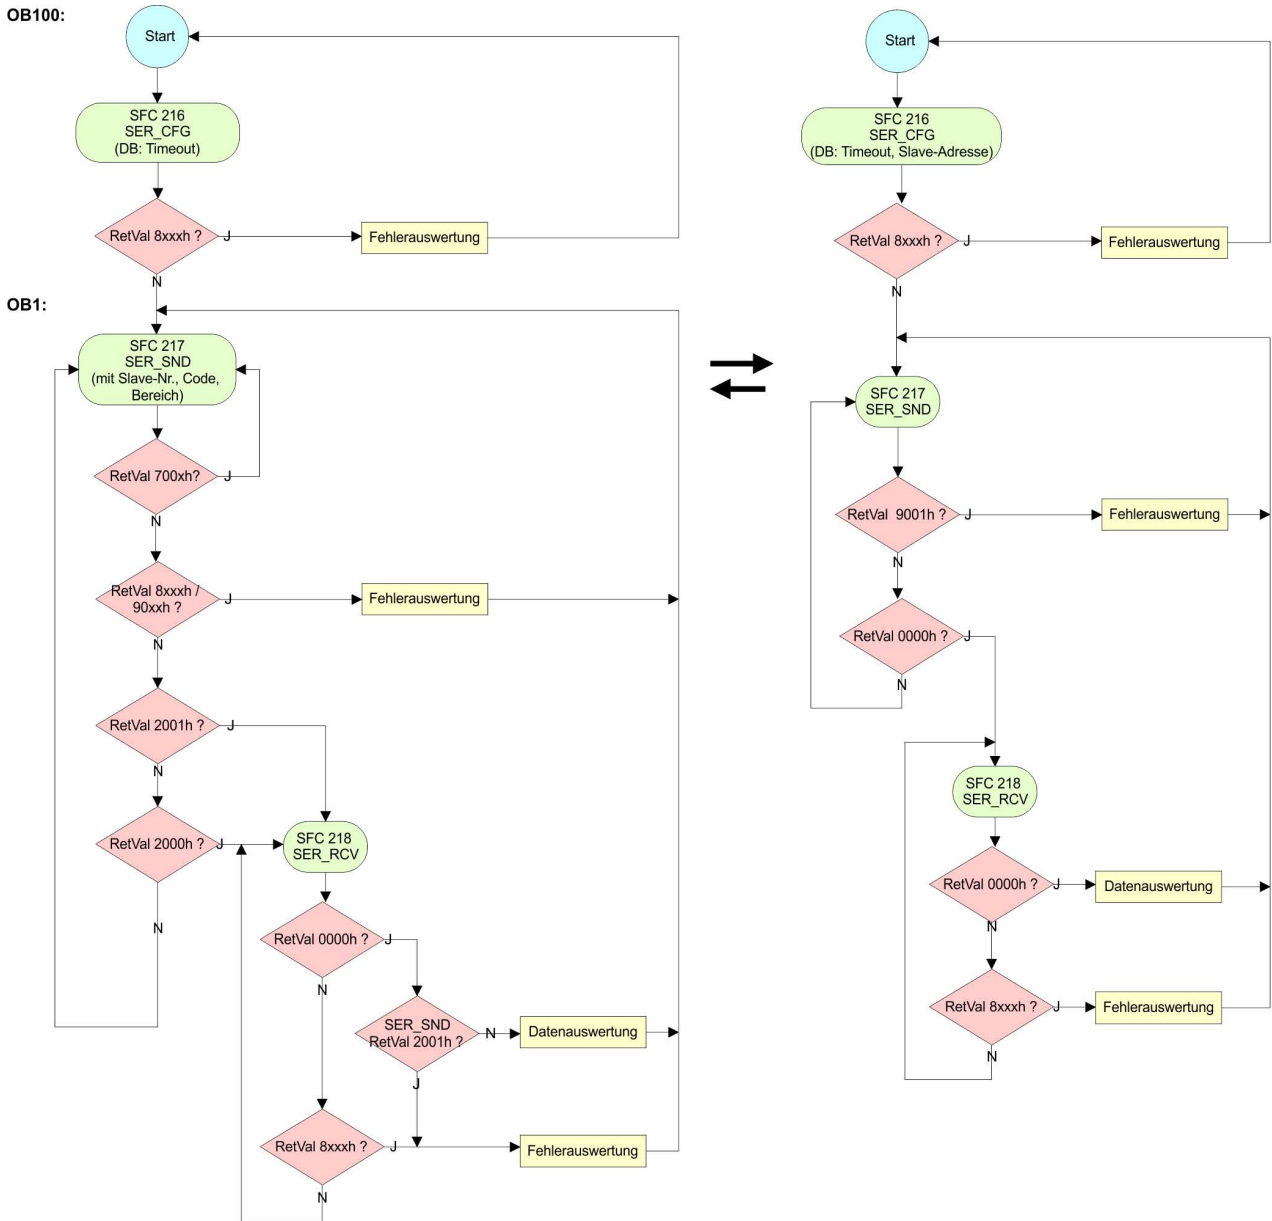 OB100:
Start
SFC 216
SER_CFG
(DB: Timeout)
RetVal 8xxxh ?
J
Fehlerauswertung
N
OB1:
SFC 217
SER_SND
(mit Slave-Nr., Code,
Bereich)
RetVal 700xh?
J
N
RetVal 8xxxh /
90xxh ?
J
Fehlerauswertung
N
RetVal 2001h ?
J
N
RetVal 2000h ?
J
N
SFC 218
SER_RCV
RetVal 0000h ?
J
N
SER_SND
RetVal 2001h ?
N
Datenauswertung
J
RetVal 8xxxh ?
J
Fehlerauswertung
N
Start
SFC 216
SER_CFG
(DB: Timeout, Slave-Adresse)
RetVal 8xxxh ?
J
Fehlerauswertung
N
SFC 217
SER_SND
RetVal 9001h ?
J
Fehlerauswertung
N
RetVal 0000h ?
J
N
SFC 218
SER_RCV
RetVal 0000h ?
J
Datenauswertung
N
RetVal 8xxxh ?
J
Fehlerauswertung
N